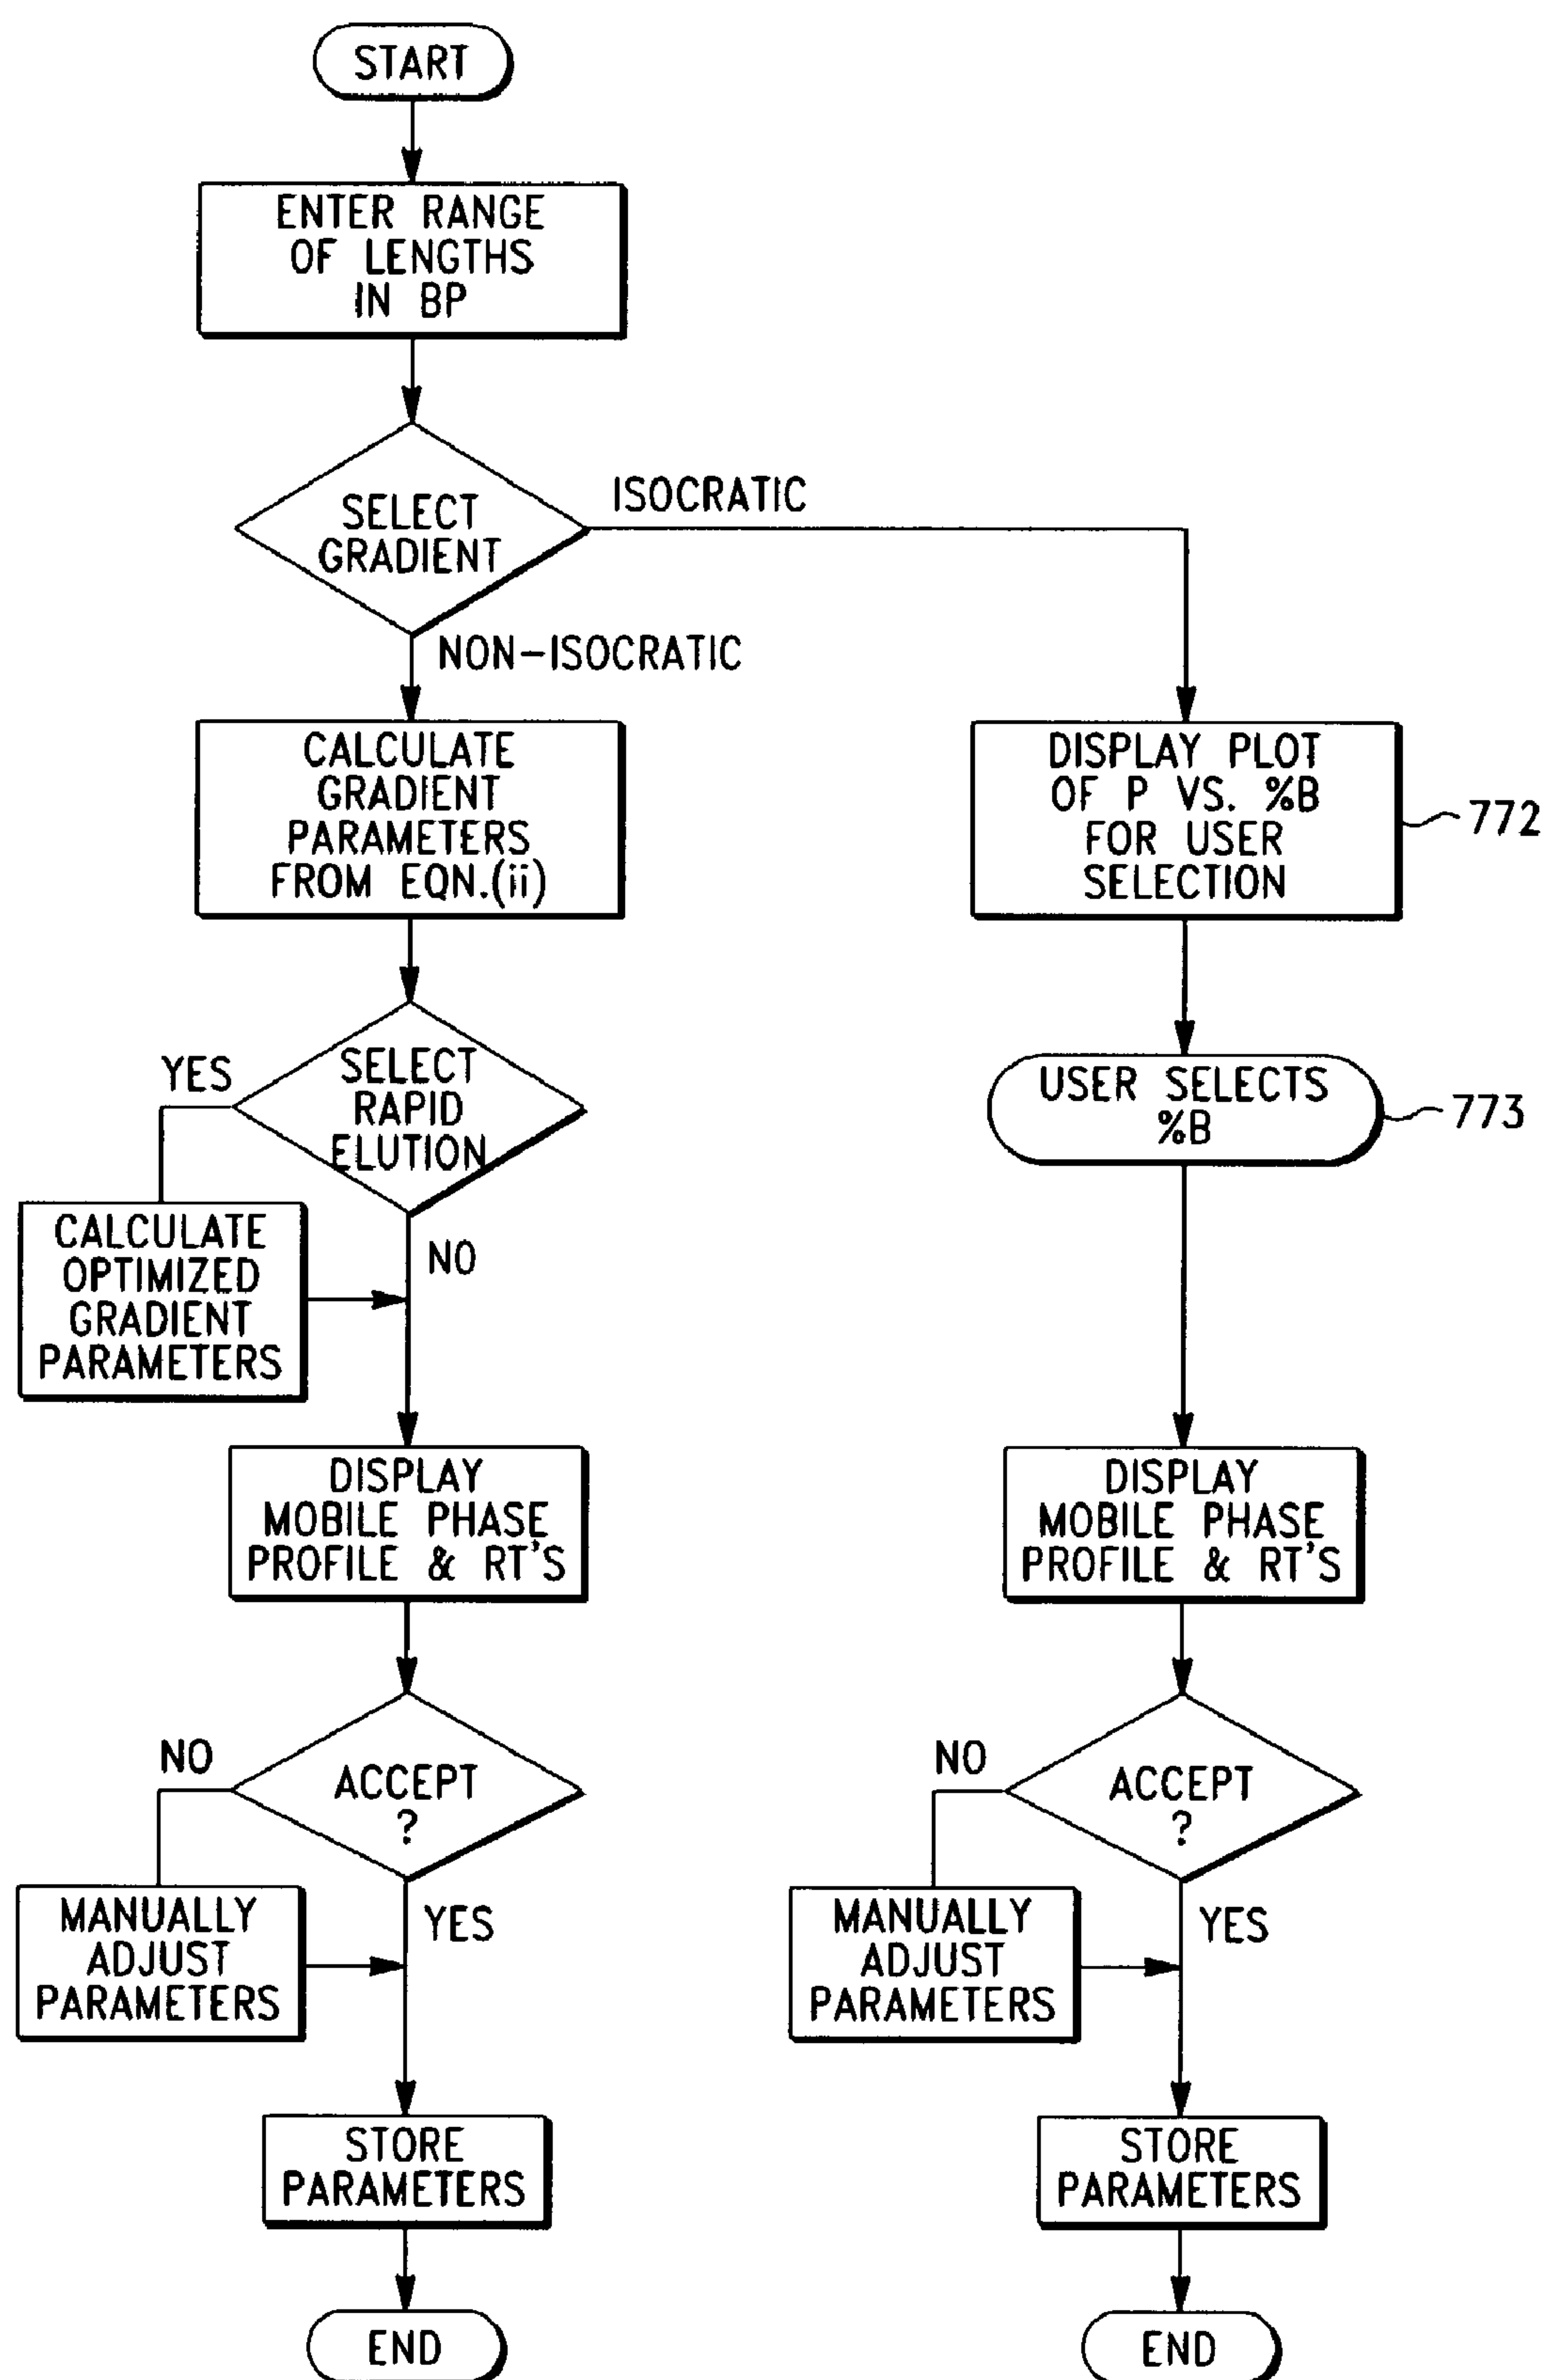 START
ENTER RANGE
OF LENGTHS
IN BP
SELECT
GRADIENT
ISOCRATIC
NON-ISOCRATIC
CALCULATE
GRADIENT
PARAMETERS
FROM EQN.(ii)
SELECT
RAPID
ELUTION
YES
NO
CALCULATE
OPTIMIZED
GRADIENT
PARAMETERS
DISPLAY
MOBILE PHASE
PROFILE & RT'S
ACCEPT
?
NO
YES
MANUALLY
ADJUST
PARAMETERS
STORE
PARAMETERS
END
DISPLAY PLOT
OF P VS. %B
FOR USER
SELECTION
772
USER SELECTS
%B
773
DISPLAY
MOBILE PHASE
PROFILE & RT'S
ACCEPT
?
NO
YES
MANUALLY
ADJUST
PARAMETERS
STORE
PARAMETERS
END